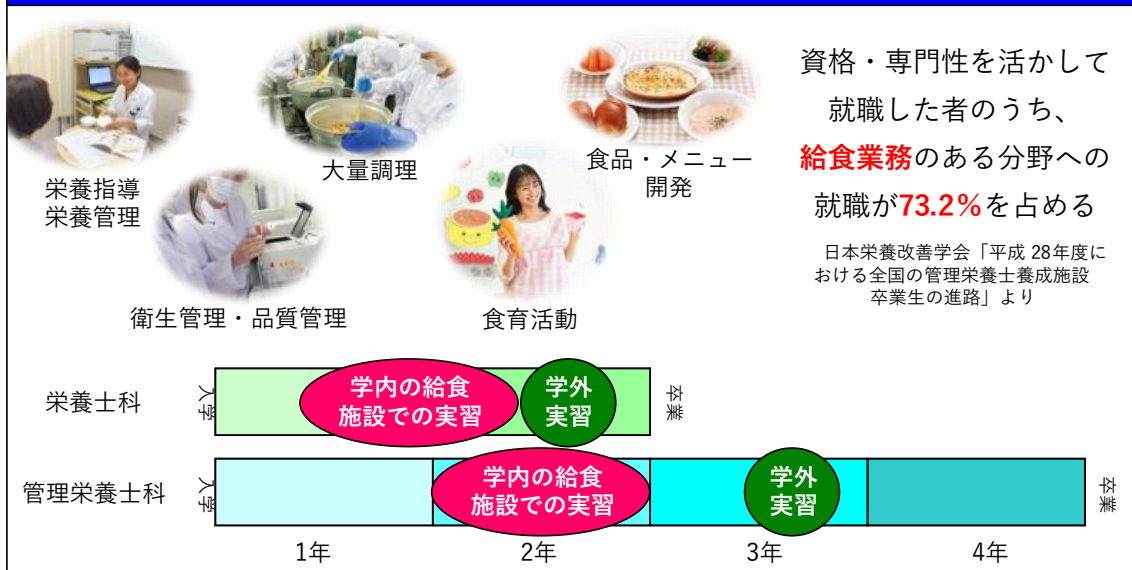 栄養指導
栄養管理
大量調理
食品・メニュー
開発
衛生管理・品質管理
食育活動
資格・専門性を活かして
就職した者のうち、
給食業務のある分野への
就職が73.2%を占める
日本栄養改善学会「平成 28年度に
おける全国の管理栄養士養成施設
卒業生の進路」より
栄養士科
入学
学内の給食
施設での実習
学外
実習
卒業
管理栄養士科
入学
学内の給食
施設での実習
学外
実習
卒業
1年
2年
3年
4年